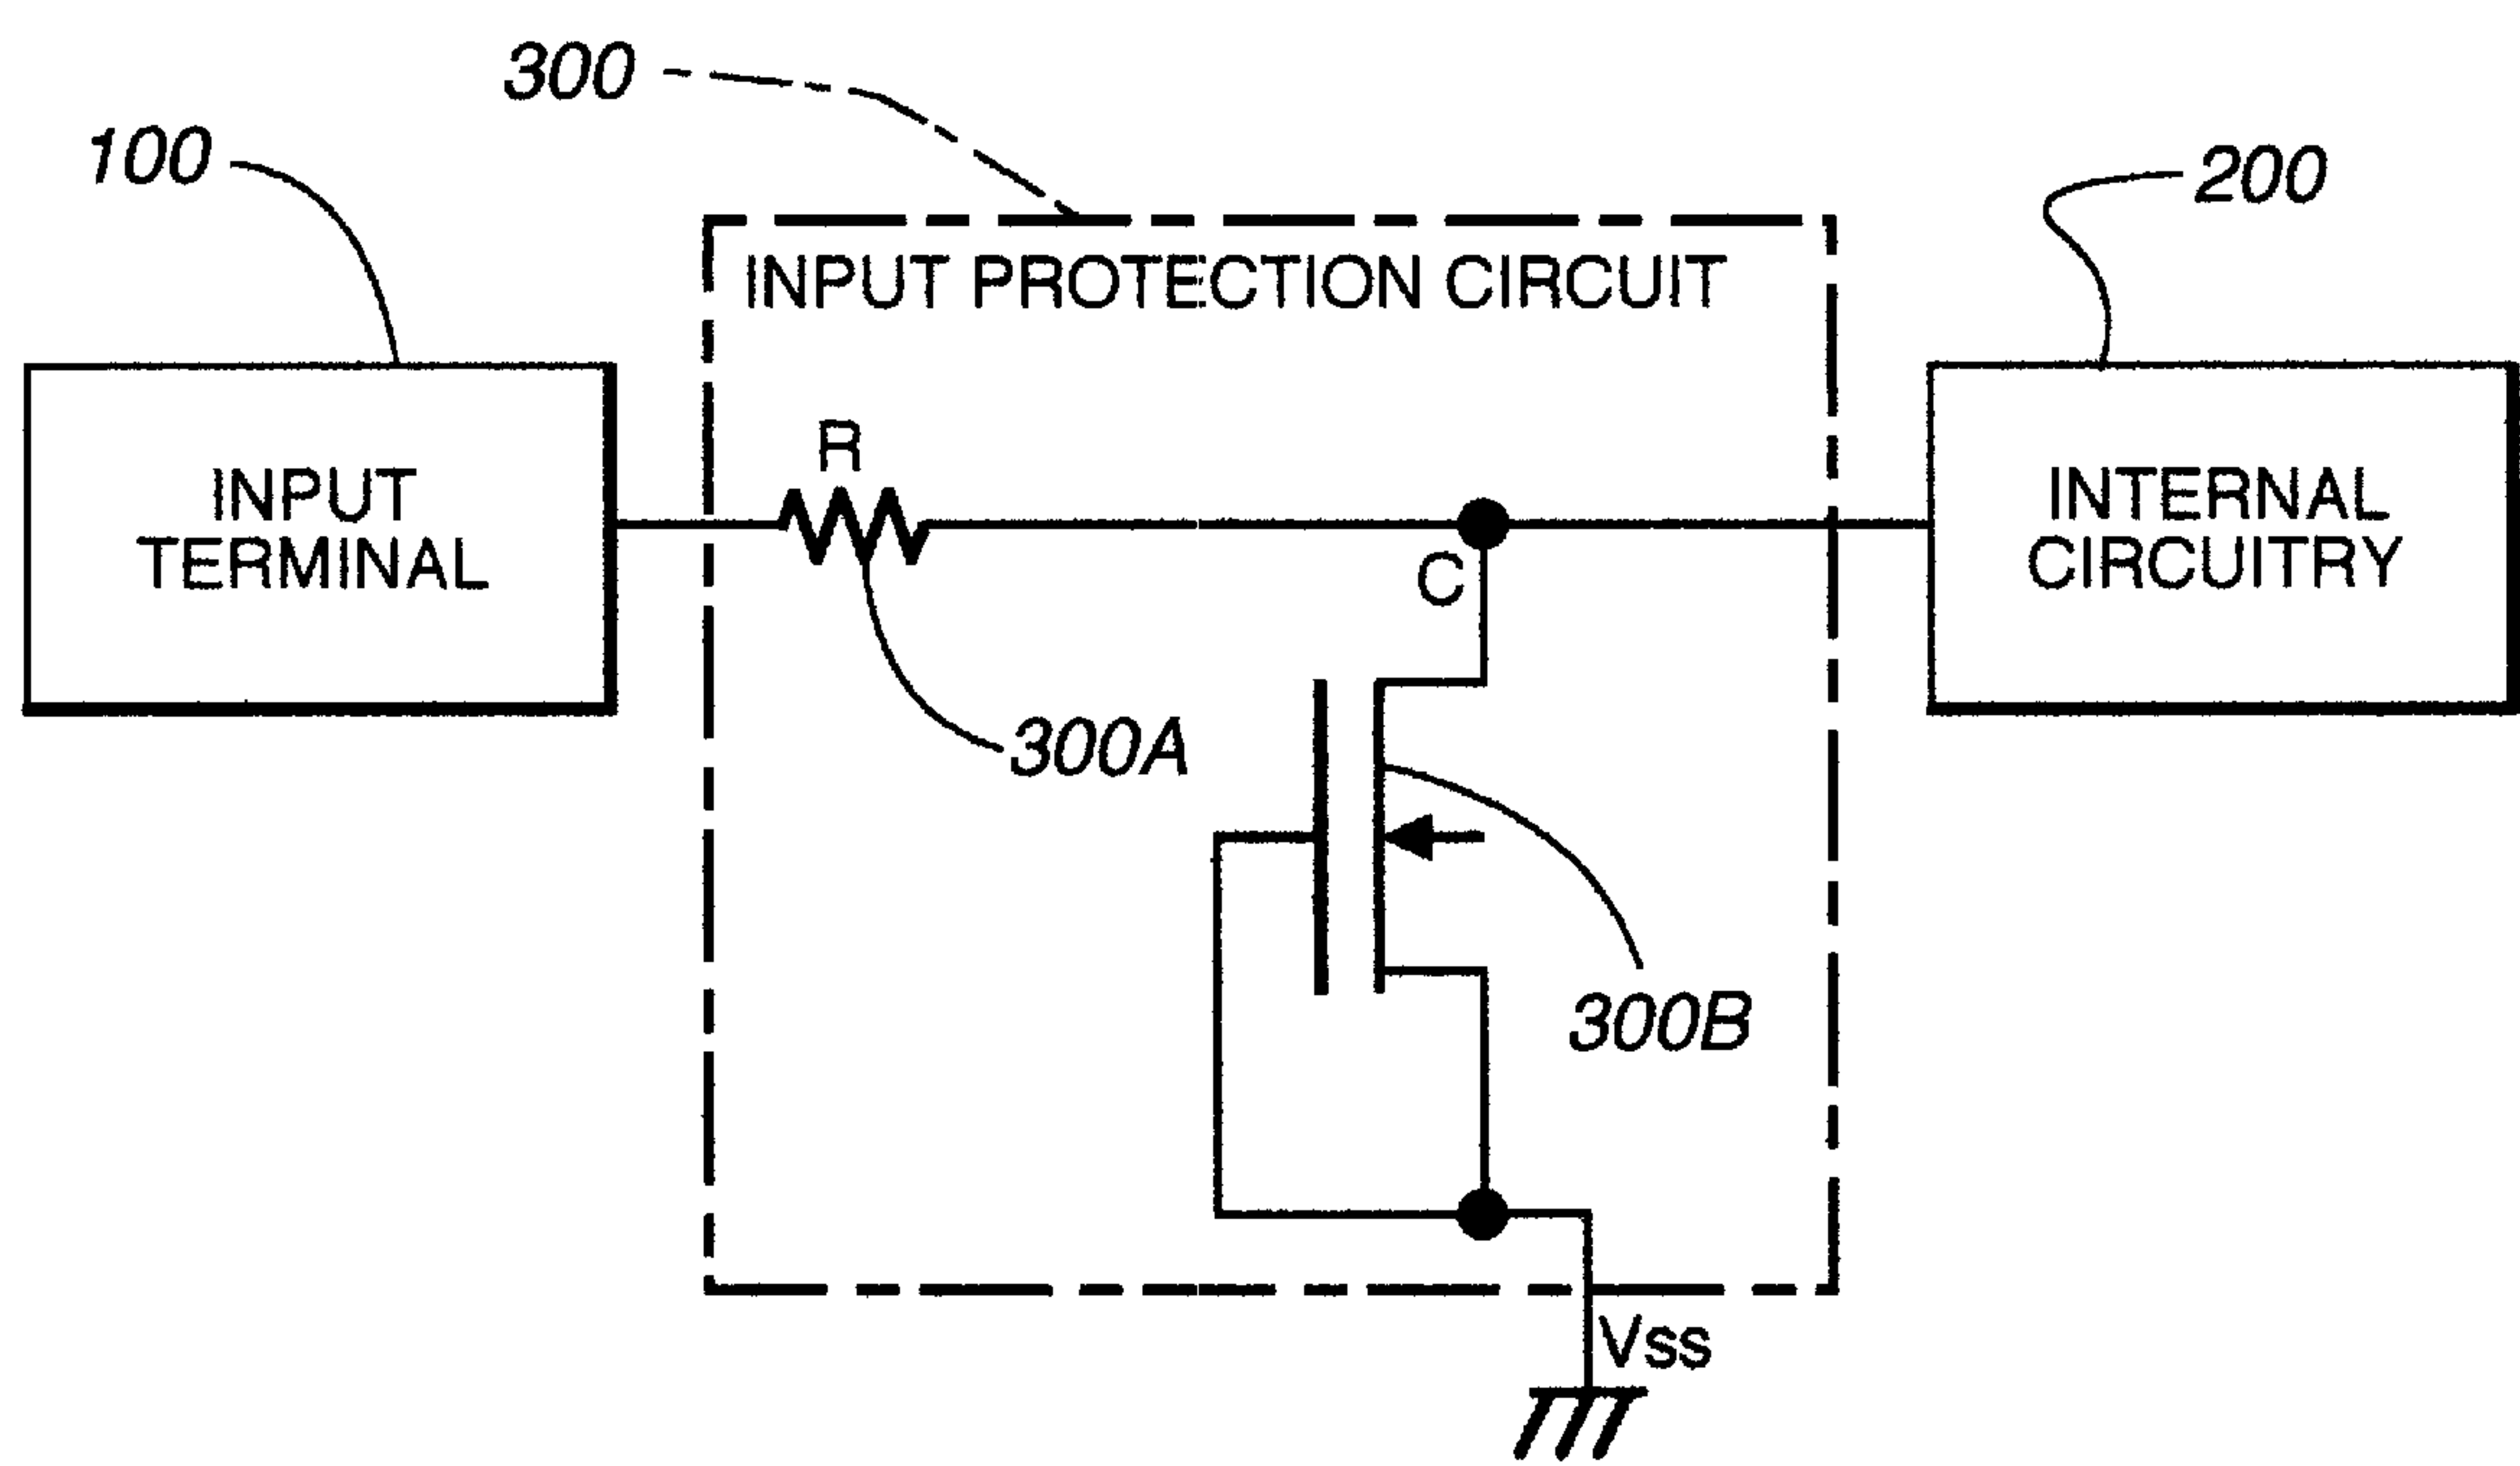 300
100
200
INPUT PROTECTION CIRCUIT
R
INPUT
TERMINAL
INTERNAL
CIRCUITRY
C
300A
300B
Vss